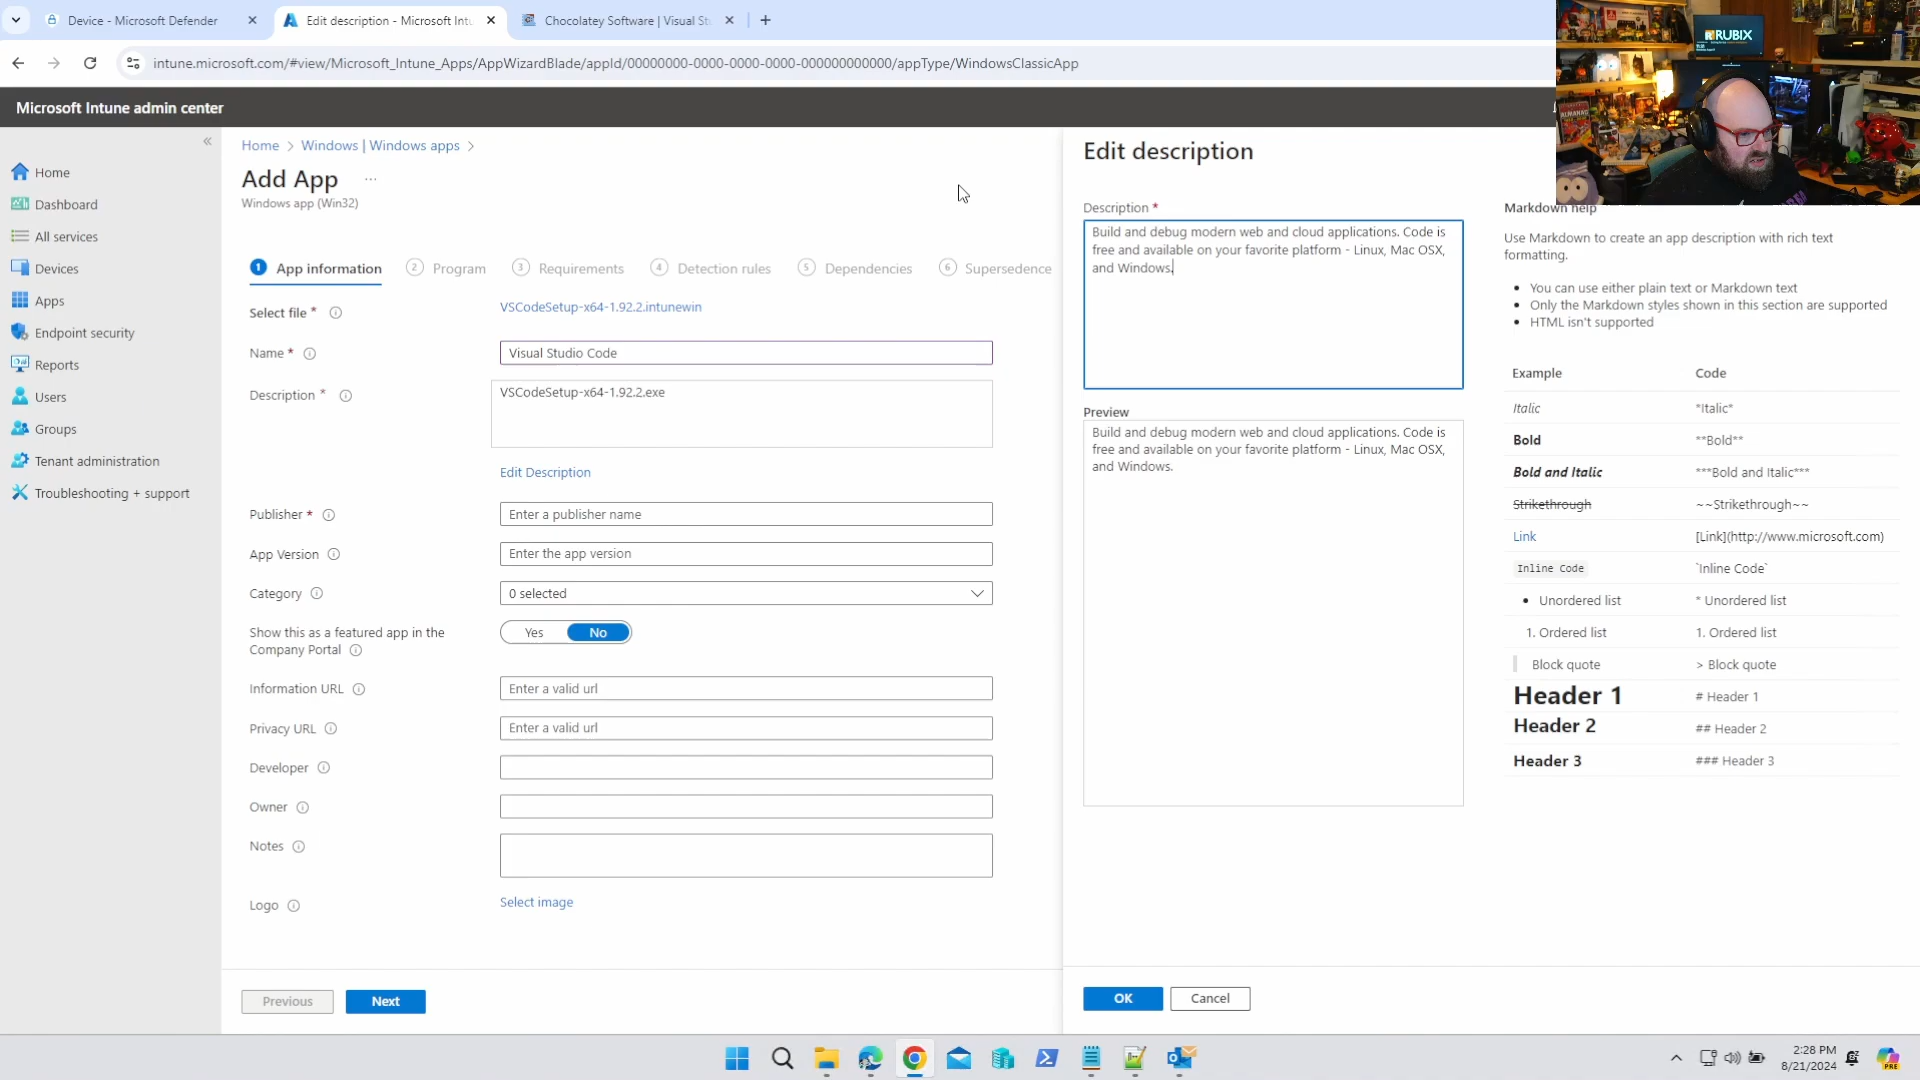 Device - Microsoft Defender
Edit description - Microsoft Intu
Chocolatey Software | Visual St
intune.microsoft.com/#view/Microsoft_Intune_Apps/AppWizardBlade/appId/00000000-0000-0000-0000-000000000000/appType/WindowsClassicApp
RUBIX
Microsoft Intune admin center
Home
Dashboard
All services
Devices
Apps
Endpoint security
Reports
Users
Groups
Tenant administration
Troubleshooting + support
Home > Windows | Windows apps >
Add App ...
Windows app (Win32)
1 App information 2 Program 3 Requirements 4 Detection rules 5 Dependencies 6 Supersedence
Select file * VSCodeSetup-x64-1.92.2.intunewin
Name * Visual Studio Code
Description * VSCodeSetup-x64-1.92.2.exe
Edit Description
Publisher * Enter a publisher name
App Version Enter the app version
Category 0 selected
Show this as a featured app in the
Company Portal
Yes No
Information URL Enter a valid url
Privacy URL Enter a valid url
Developer
Owner
Notes
Logo Select image
Previous Next
Edit description
Description *
Build and debug modern web and cloud applications. Code is
free and available on your favorite platform - Linux, Mac OSX,
and Windows.
Preview
Build and debug modern web and cloud applications. Code is
free and available on your favorite platform - Linux, Mac OSX,
and Windows.
OK Cancel
Markdown help
Use Markdown to create an app description with rich text
formatting.
• You can use either plain text or Markdown text
• Only the Markdown styles shown in this section are supported
• HTML isn't supported
Example Code
Italic *Italic*
Bold **Bold**
Bold and Italic ***Bold and Italic***
Strikethrough ~~Strikethrough~~
Link [Link](http://www.microsoft.com)
Inline Code `Inline Code`
• Unordered list * Unordered list
1. Ordered list 1. Ordered list
Block quote > Block quote
Header 1 # Header 1
Header 2 ## Header 2
Header 3 ### Header 3
2:28 PM
8/21/2024
PRE